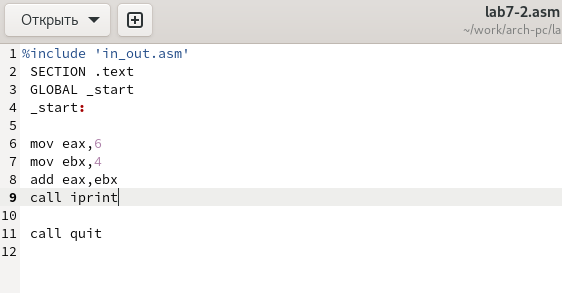 Открыть
lab7-2.asm
~/work/arch-pc/la
1 %include 'in_out.asm'
2 SECTION .text
3 GLOBAL _start
4 _start:
5
6 mov eax,6
7 mov ebx,4
8 add eax,ebx
9 call iprint
10
11 call quit
12